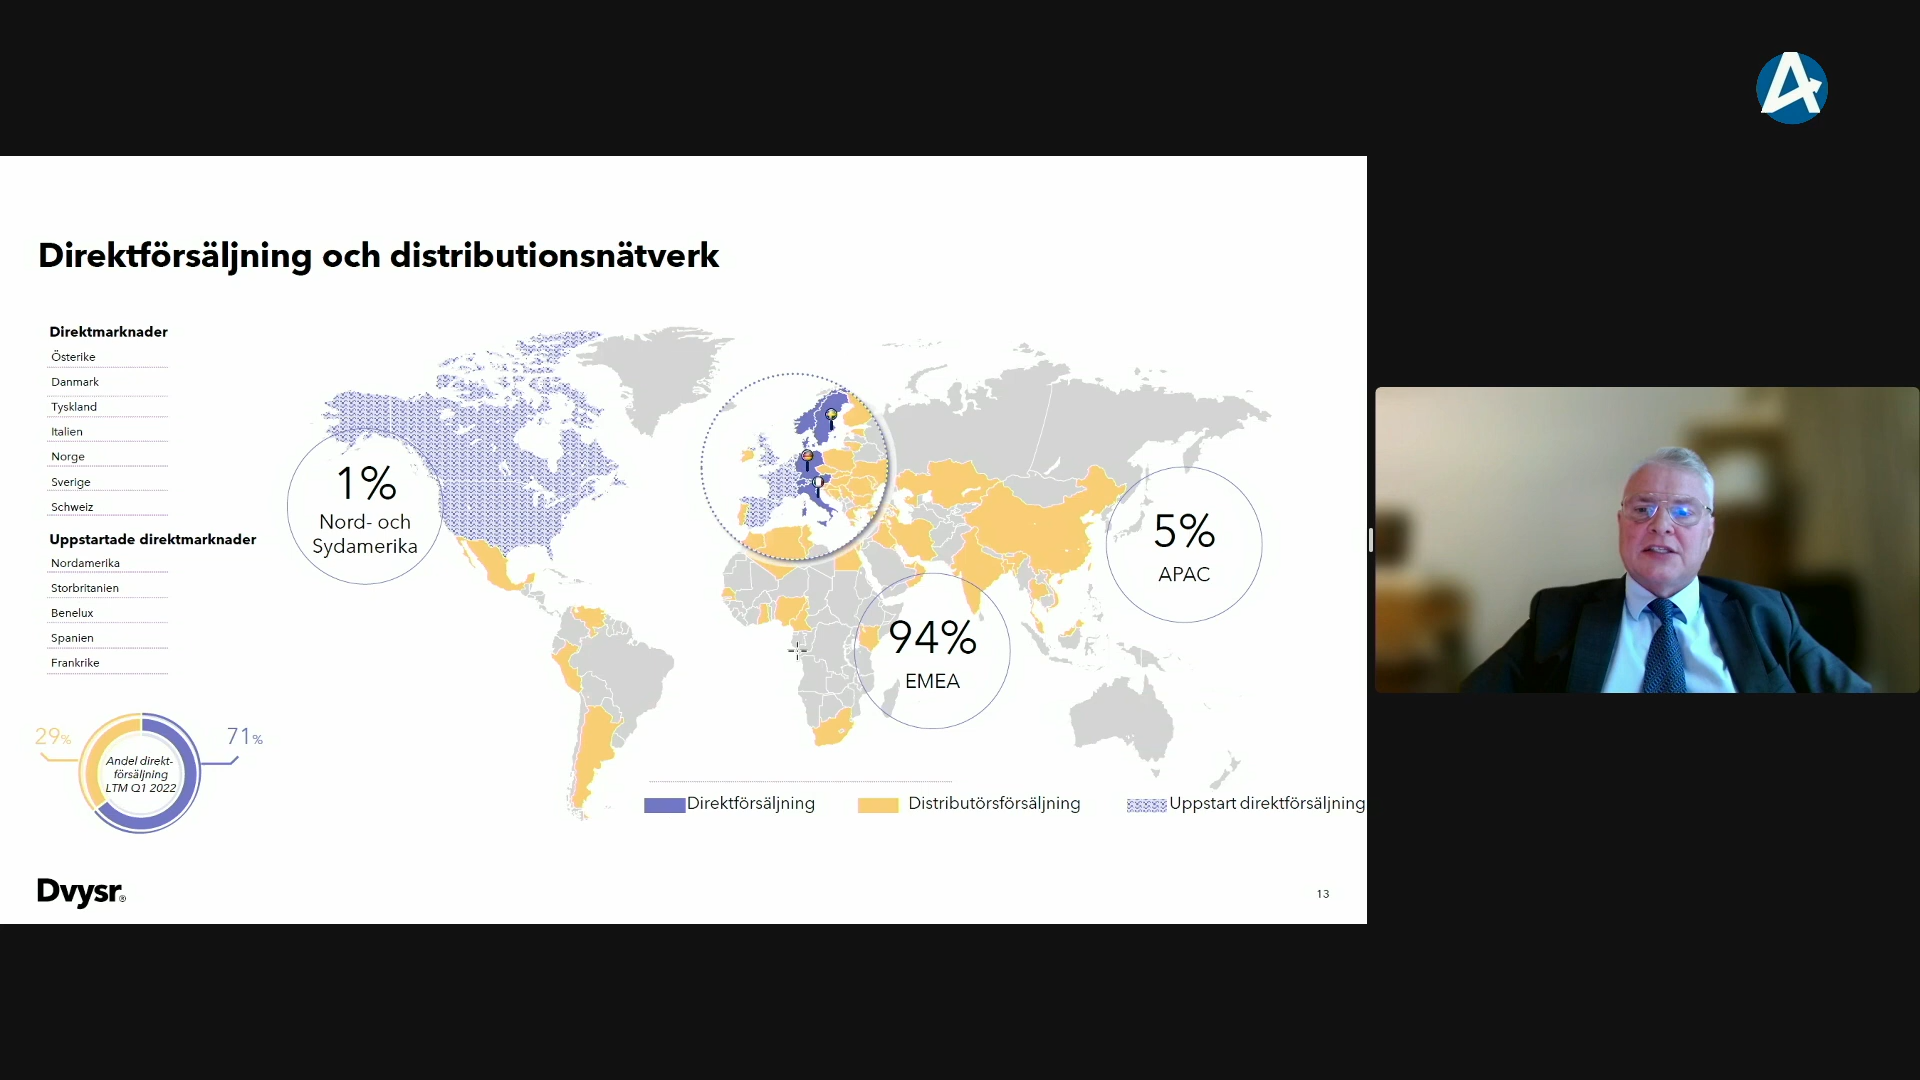 Direktförsäljning och distributionsnätverk
Direktmarknader
Österike
Danmark
Tyskland
Italien
Norge
Sverige
Schweiz
Uppstartade direktmarknader
Nordamerika
Storbritanien
Benelux
Spanien
Frankrike
29%
71%
Andel direkt-
försäljning
LTM Q1 2022
1%
Nord- och
Sydamerika
94%
EMEA
5%
APAC
Direktförsäljning
Distributörsförsäljning
Uppstart direktförsäljning
Dvysr®
13